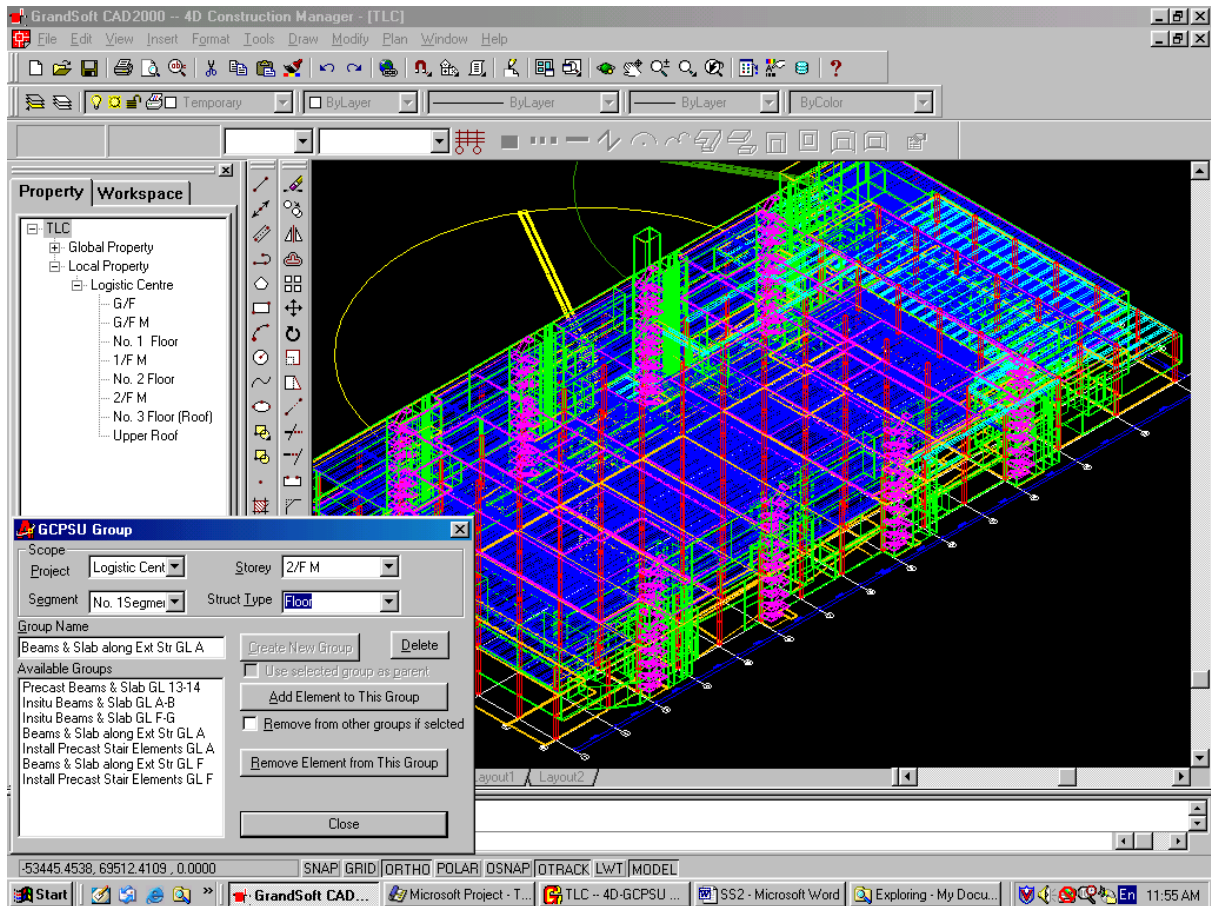 GrandSoft CAD2000 -- 4D Construction Manager - [TLC]
File Edit View Insert Format Tools Draw Modify Plan Window Help
Temporary ByLayer ByLayer ByLayer ByColor
Property Workspace
TLC
Global Property
Local Property
Logistic Centre
G/F
G/F M
No. 1 Floor
1/F M
No. 2 Floor
2/F M
No. 3 Floor (Roof)
Upper Roof
GCPSU Group
Scope
Project Logistic Cent Storey 2/F M
Segment No. 1Segmer Struct Type Floor
Group Name
Beams & Slab along Ext Str GL A Create New Group Delete
Use selected group as parent
Available Groups
Precast Beams & Slab GL 13-14
Insitu Beams & Slab GL A-B
Insitu Beams & Slab GL F-G
Beams & Slab along Ext Str GL A
Install Precast Stair Elements GL A
Beams & Slab along Ext Str GL F
Install Precast Stair Elements GL F
Add Element to This Group
Remove from other groups if selcted
Remove Element from This Group
Close
Layout1 Layout2
-53445.4538, 69512.4109 , 0.0000 SNAP GRID ORTHO POLAR OSNAP OTRACK LWT MODEL
Start » GrandSoft CAD... Microsoft Project - T... TLC -- 4D-GCPSU ... SS2 - Microsoft Word Exploring - My Docu... En 11:55 AM